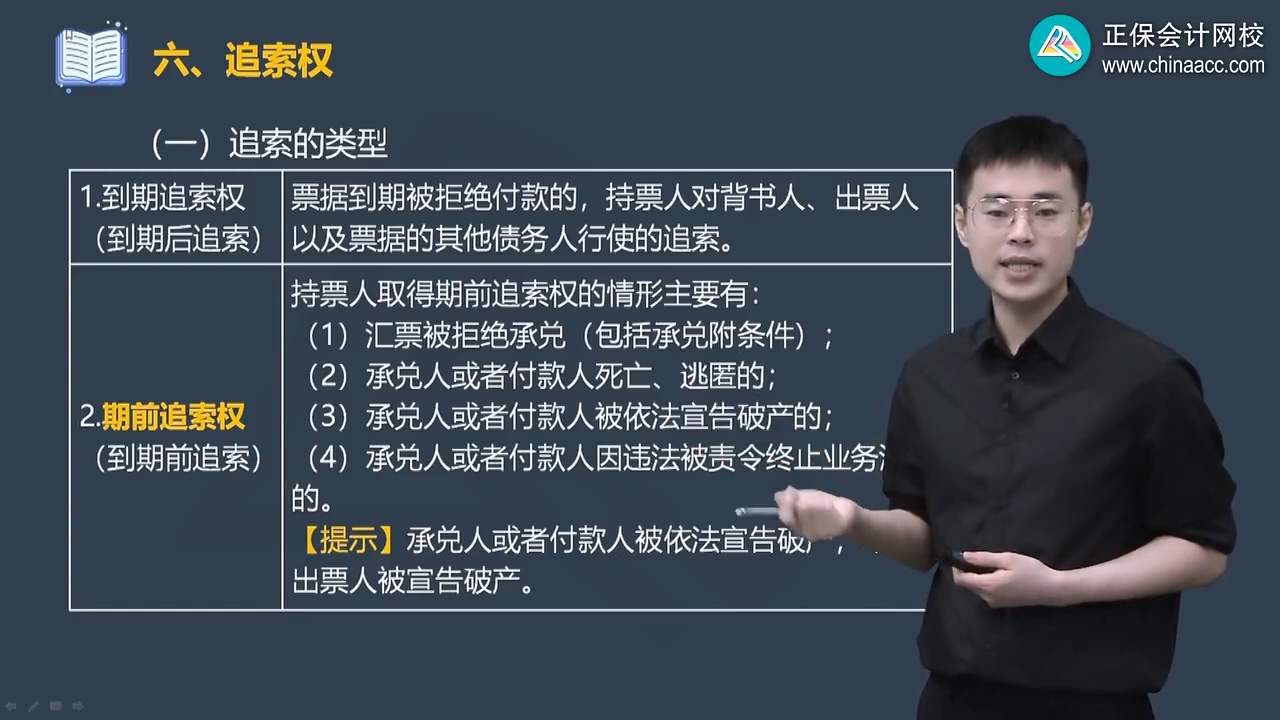 六、追索权
正保会计网校
www.chinaacc.com
（一）追索的类型
1.到期追索权
（到期后追索）
票据到期被拒绝付款的，持票人对背书人、出票人
以及票据的其他债务人行使的追索。
2.期前追索权
（到期前追索）
持票人取得期前追索权的情形主要有：
（1）汇票被拒绝承兑（包括承兑附条件）；
（2）承兑人或者付款人死亡、逃匿的；
（3）承兑人或者付款人被依法宣告破产的；
（4）承兑人或者付款人因违法被责令终止业务
的。
【提示】承兑人或者付款人被依法宣告破产，
出票人被宣告破产。